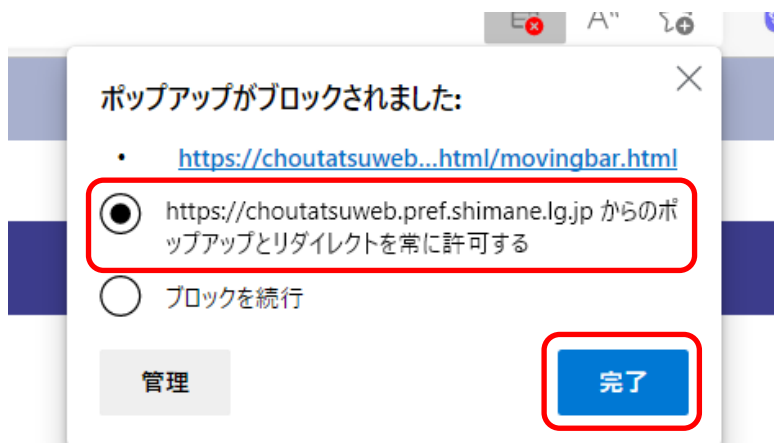 A"
ポップアップがブロックされました:
• https://choutatsuweb...html/movingbar.html
https://choutatsuweb.pref.shimane.lg.jp からのポ
ップアップとリダイレクトを常に許可する
ブロックを続行
管理 完了